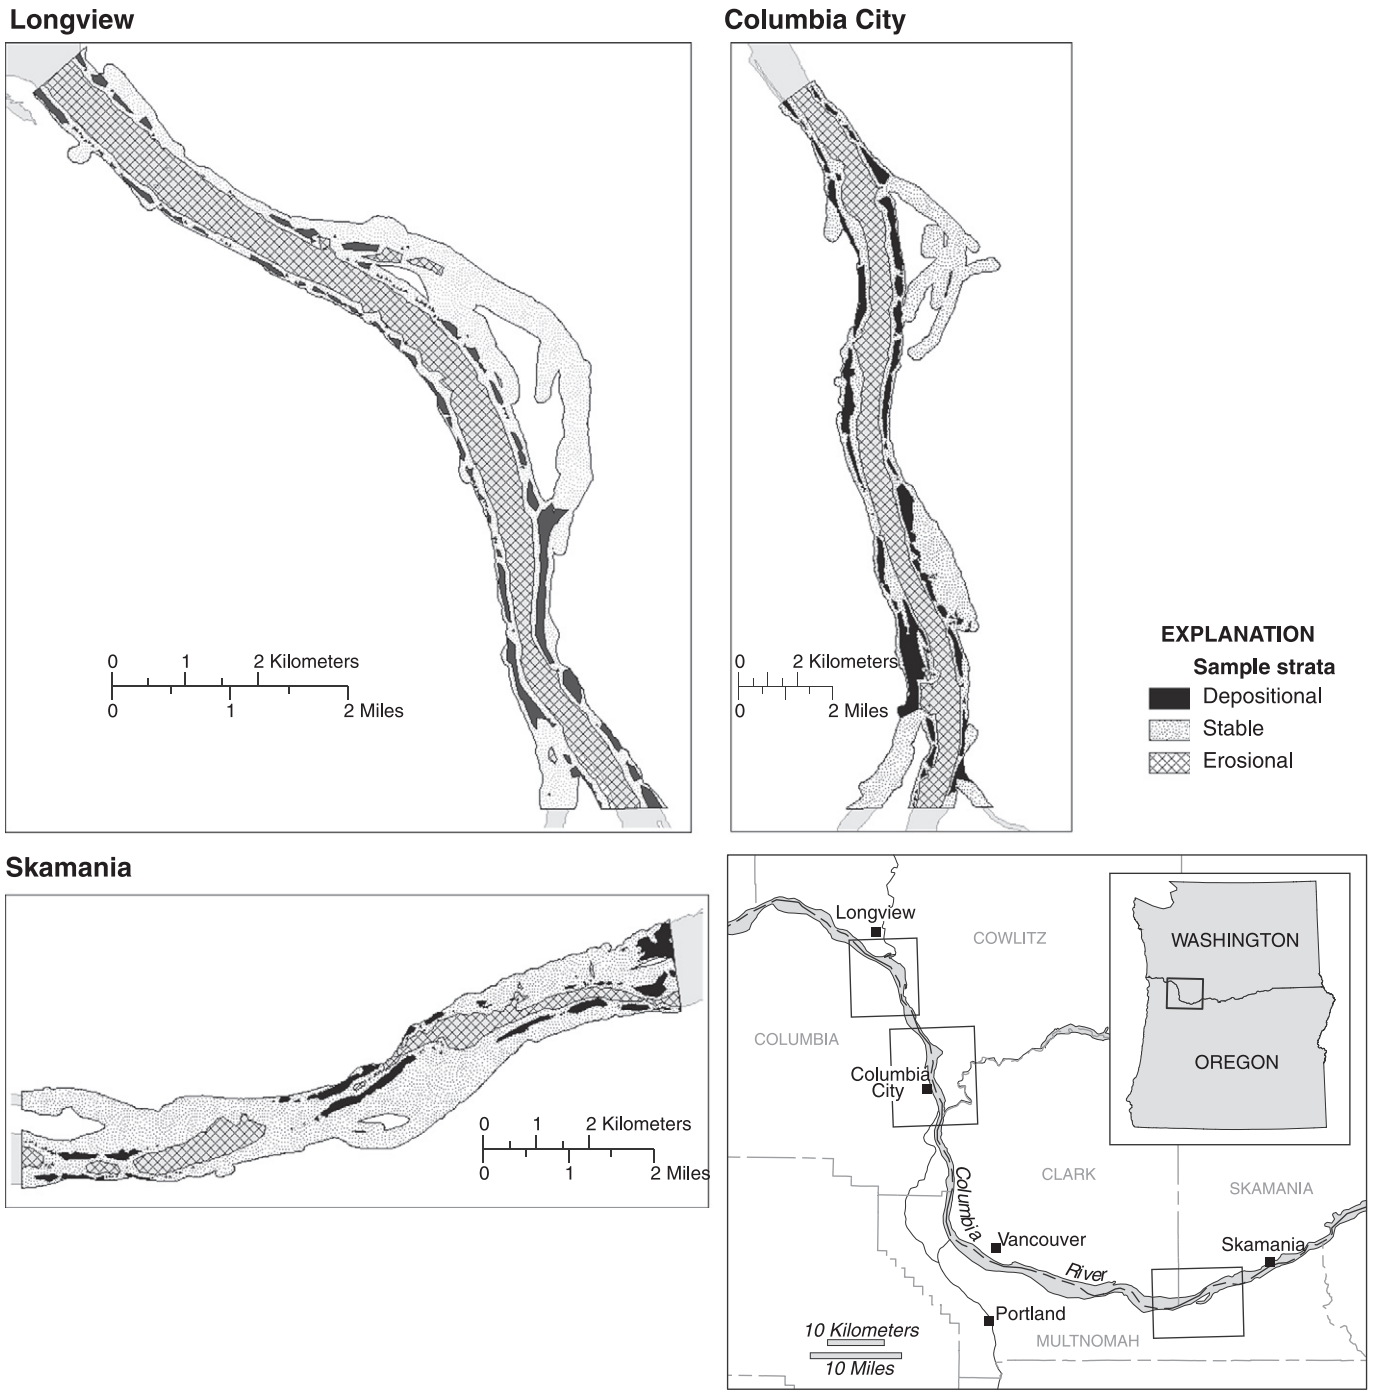 Longview
0 1 2 Kilometers
0 1 2 Miles
Columbia City
0 2 Kilometers
0 2 Miles
EXPLANATION
Sample strata
Depositional
Stable
Erosional
Skamania
0 1 2 Kilometers
0 1 2 Miles
Longview
COWLITZ
COLUMBIA
Columbia
City
WASHINGTON
OREGON
CLARK
SKAMANIA
Columbia
River
Vancouver
Skamania
Portland
MULTNOMAH
10 Kilometers
10 Miles